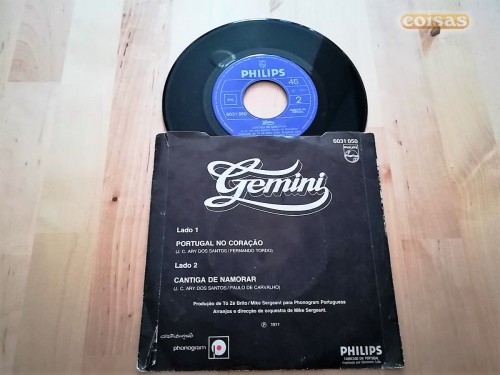 coisas
PHILIPS
45
2
6031 050
6031 050
Gemini
Lado 1
PORTUGAL NO CORAÇÃO
(J. C. ARY DOS SANTOS / FERNANDO TORDO)
Lado 2
CANTIGA DE NAMORAR
(J. C. ARY DOS SANTOS / PAULO DE CARVALHO)
Produção de Tó Zé Brito / Mike Sergeant para Phonogram Portuguesa
Arranjos e direcção de orquestra de Mike Sergeant.
Ⓟ 1977
phonogram
PHILIPS
FABRICADO EM PORTUGAL